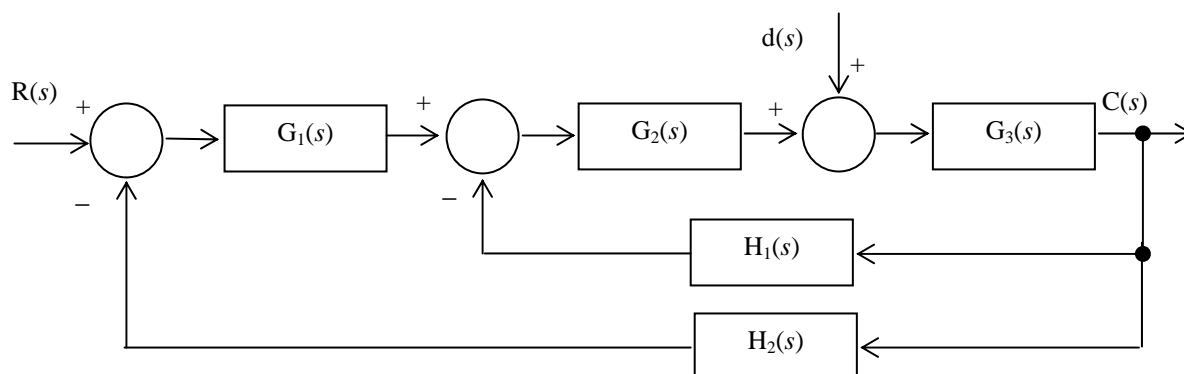 d(s)
+
R(s)
+
G₁(s)
+
G₂(s)
+
G₃(s)
C(s)
−
−
H₁(s)
H₂(s)